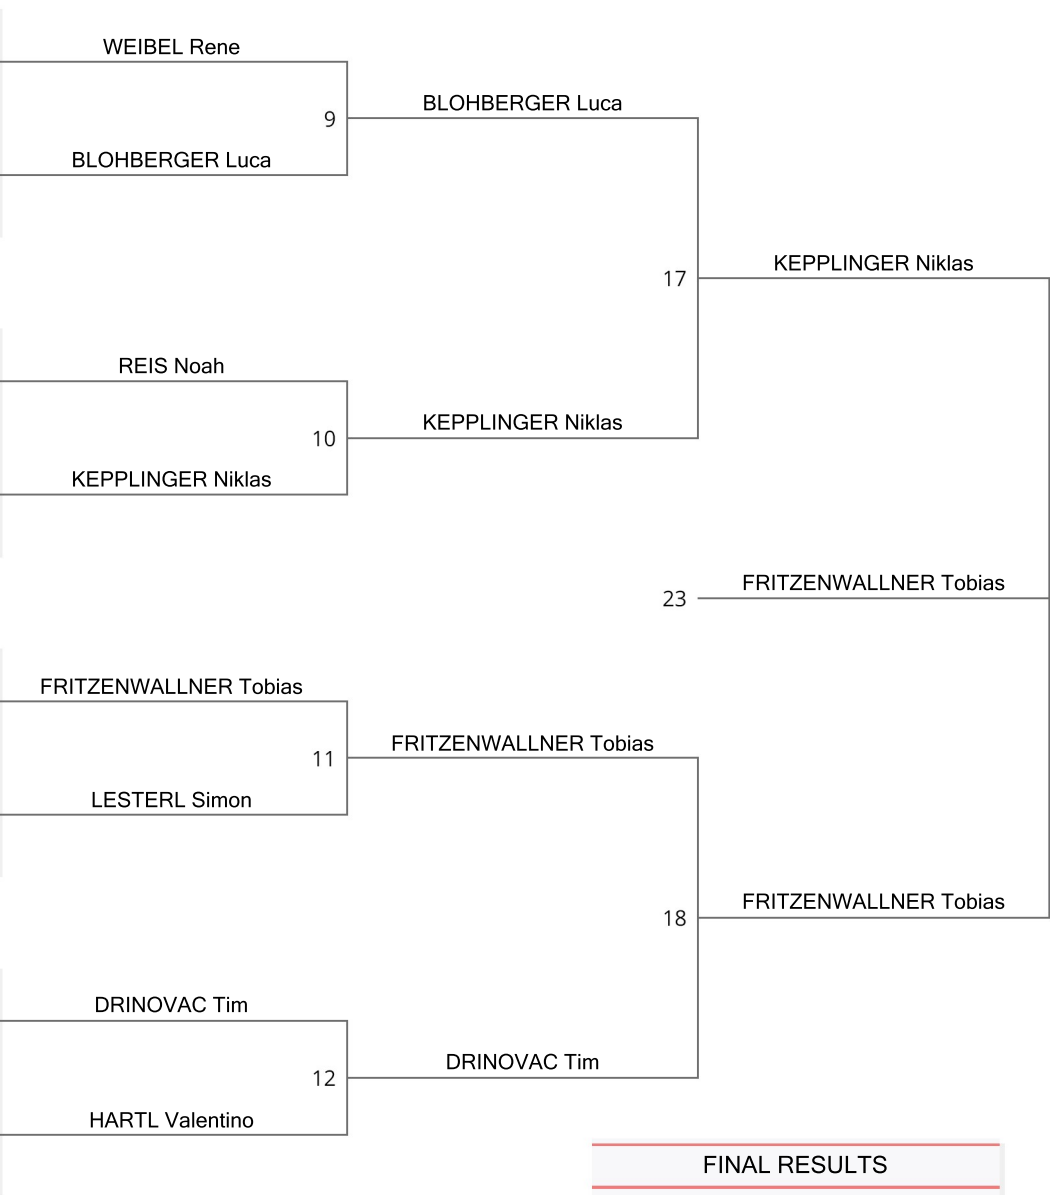 WEIBEL Rene
BLOHBERGER Luca
9
BLOHBERGER Luca
KEPPLINGER Niklas
17
REIS Noah
KEPPLINGER Niklas
10
KEPPLINGER Niklas
FRITZENWALLNER Tobias
23
FRITZENWALLNER Tobias
FRITZENWALLNER Tobias
11
LESTERL Simon
FRITZENWALLNER Tobias
18
DRINOVAC Tim
DRINOVAC Tim
12
HARTL Valentino
FINAL RESULTS